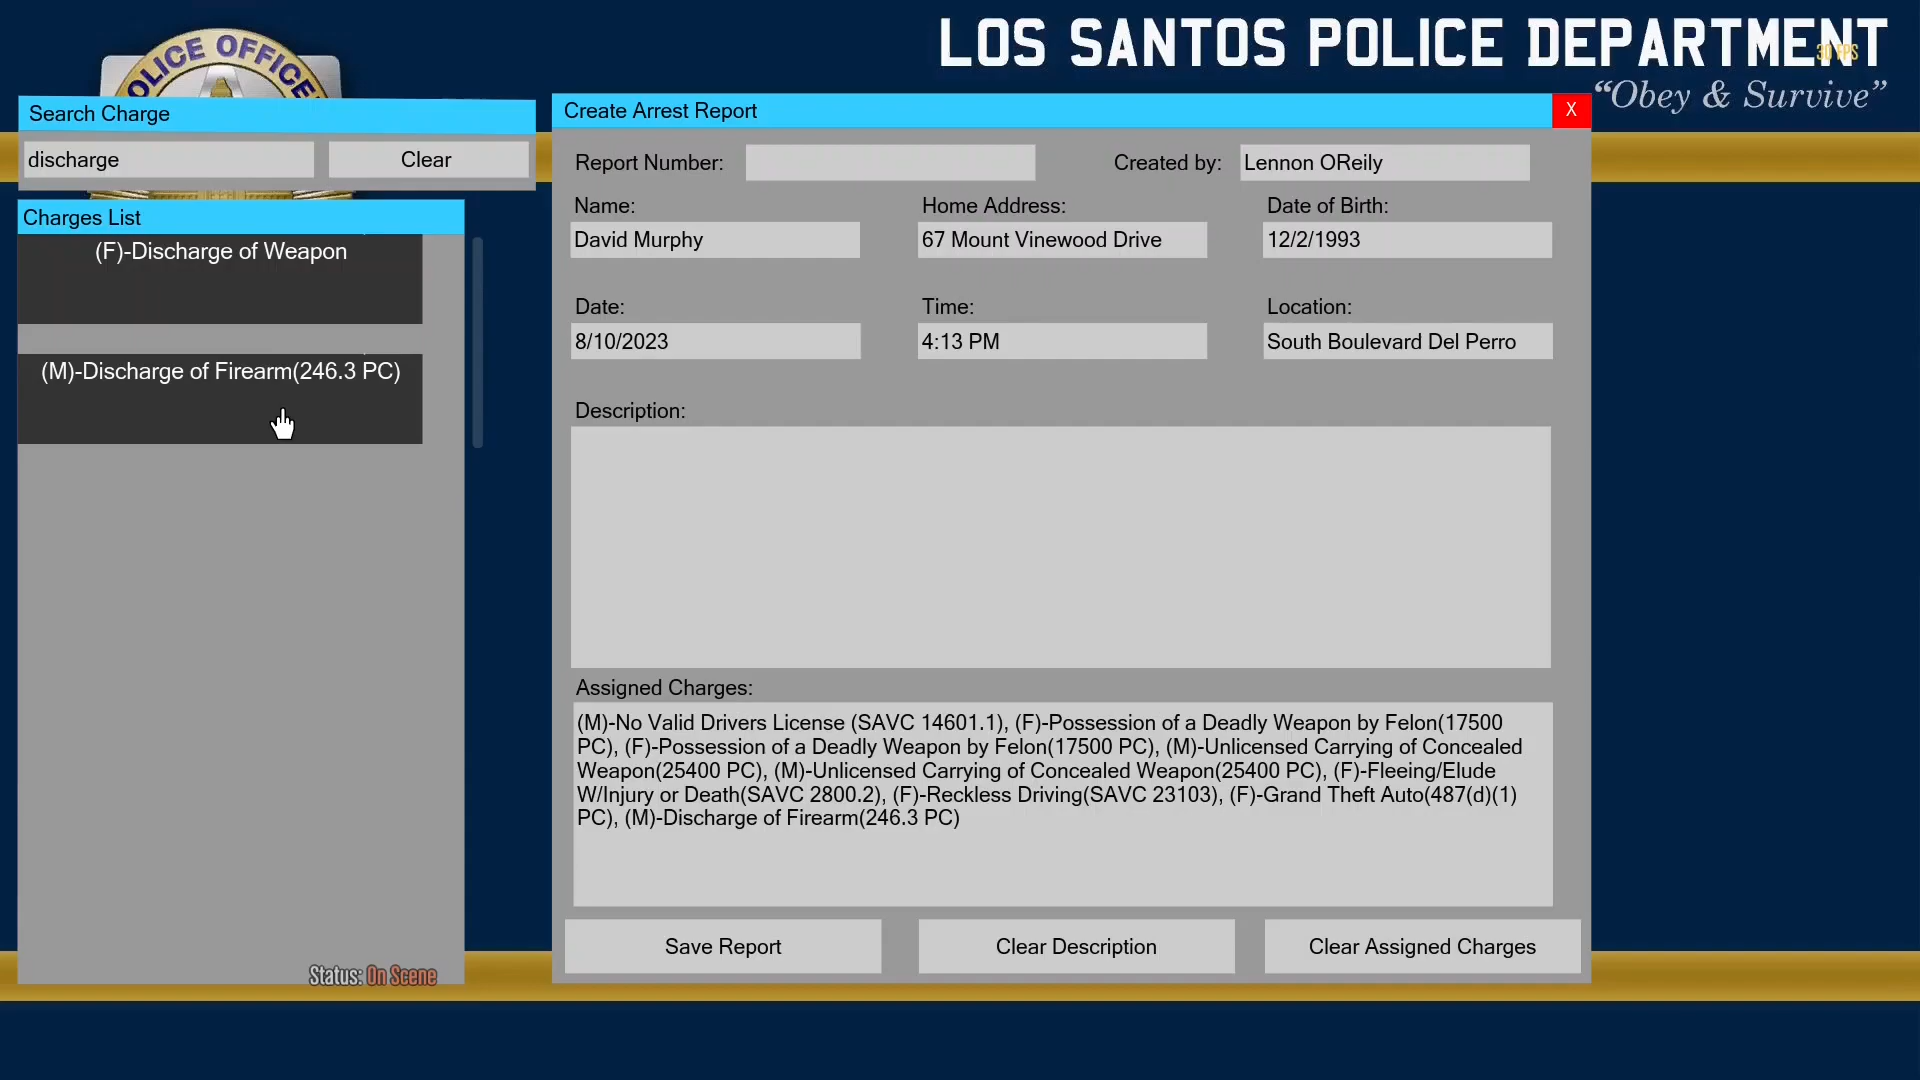 LOS SANTOS POLICE DEPARTMENT
30 FPS
“Obey & Survive”
POLICE OFFICE
Search Charge
discharge
Clear
Charges List
(F)-Discharge of Weapon
(M)-Discharge of Firearm(246.3 PC)
Status: On Scene
Create Arrest Report
X
Report Number:
Created by: Lennon OReily
Name: Home Address: Date of Birth:
David Murphy 67 Mount Vinewood Drive 12/2/1993
Date: Time: Location:
8/10/2023 4:13 PM South Boulevard Del Perro
Description:
Assigned Charges:
(M)-No Valid Drivers License (SAVC 14601.1), (F)-Possession of a Deadly Weapon by Felon(17500
PC), (F)-Possession of a Deadly Weapon by Felon(17500 PC), (M)-Unlicensed Carrying of Concealed
Weapon(25400 PC), (M)-Unlicensed Carrying of Concealed Weapon(25400 PC), (F)-Fleeing/Elude
W/Injury or Death(SAVC 2800.2), (F)-Reckless Driving(SAVC 23103), (F)-Grand Theft Auto(487(d)(1)
PC), (M)-Discharge of Firearm(246.3 PC)
Save Report Clear Description Clear Assigned Charges